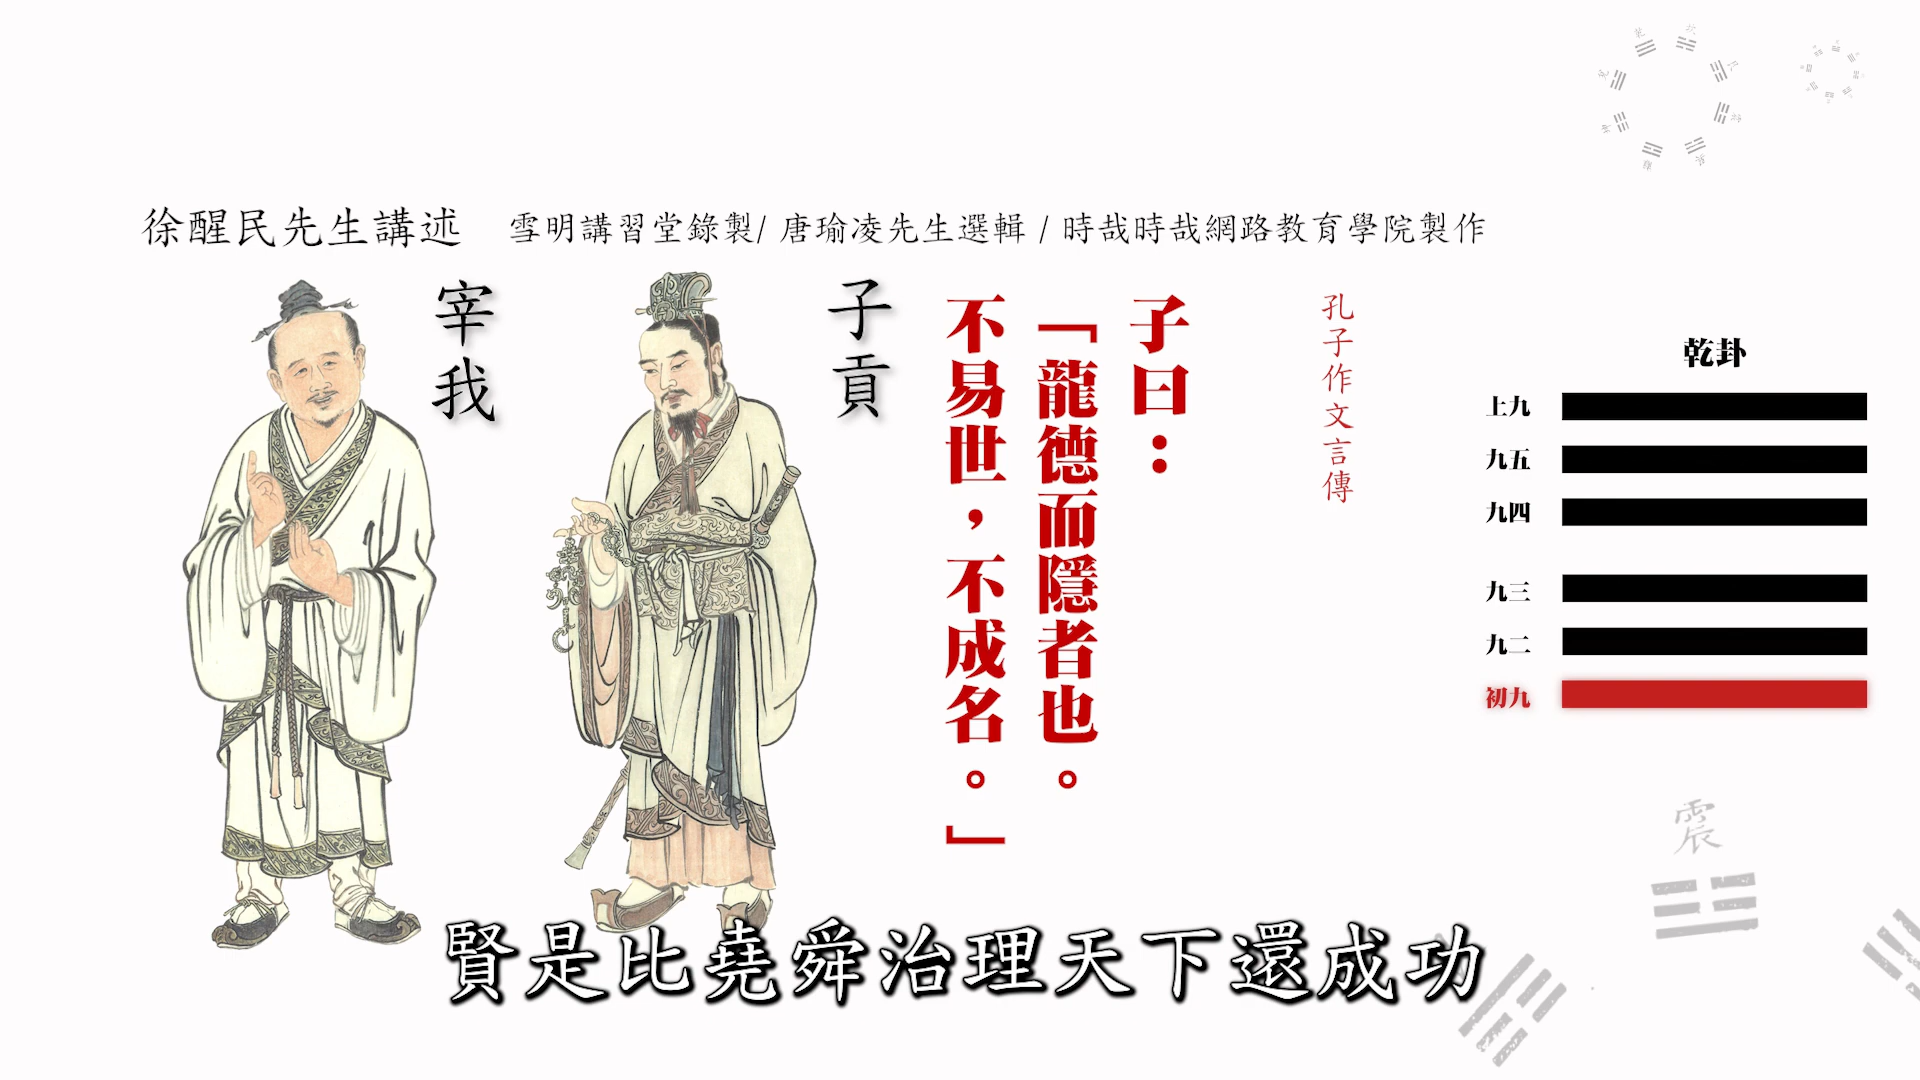 徐醒民先生講述 雪明講習堂錄製/ 唐瑜凌先生選輯 / 時哉時哉網路教育學院製作
孔子作文言傳
子曰：
「龍德而隱者也。
不易世，不成名。」
子貢
宰我
乾卦
上九
九五
九四
九三
九二
初九
震
賢是比堯舜治理天下還成功